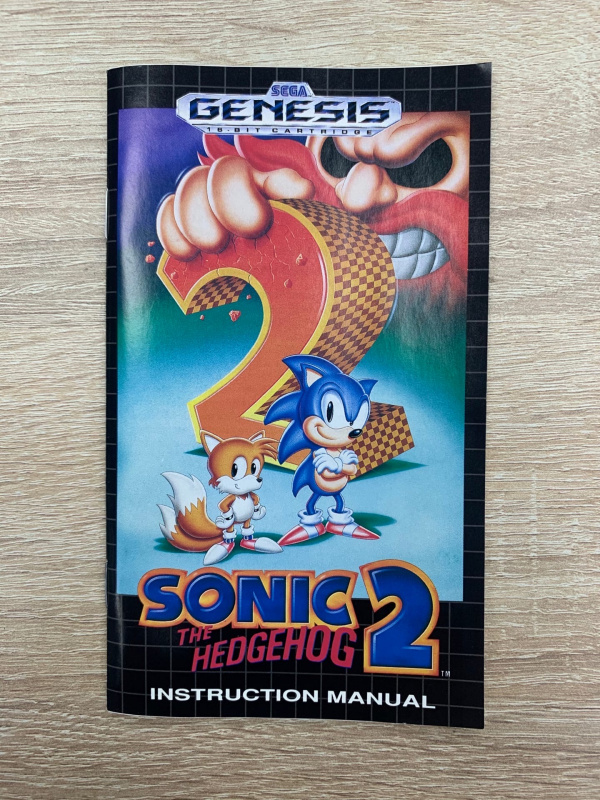 SEGA
GENESIS
16-BIT CARTRIDGE
2
SONIC
THE
HEDGEHOG
2
™
INSTRUCTION MANUAL